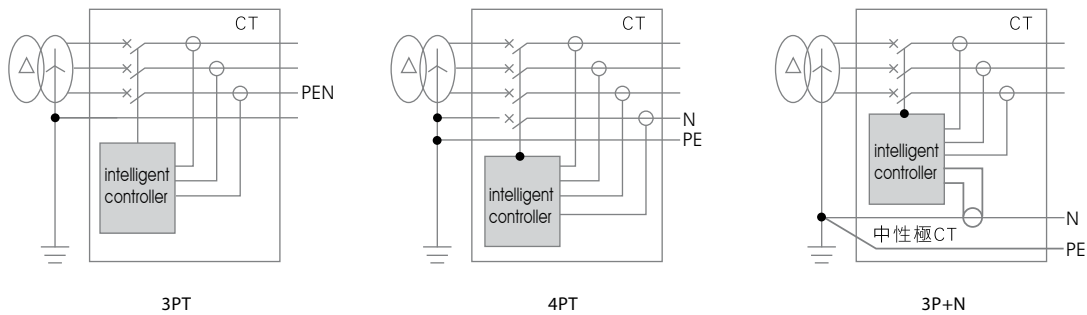 CT
PEN
intelligent
controller
3PT
CT
N
PE
intelligent
controller
4PT
CT
intelligent
controller
中性極CT
N
PE
3P+N